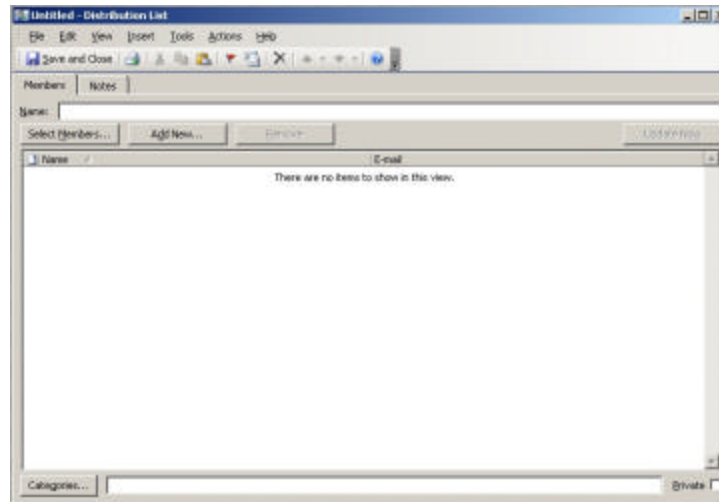 Untitled - Distribution List
File Edit View Insert Tools Actions Help
Save and Close
Members Notes
Name:
Select Members... Add New... Remove Update Now
Name / E-mail
There are no items to show in this view.
Categories... Private